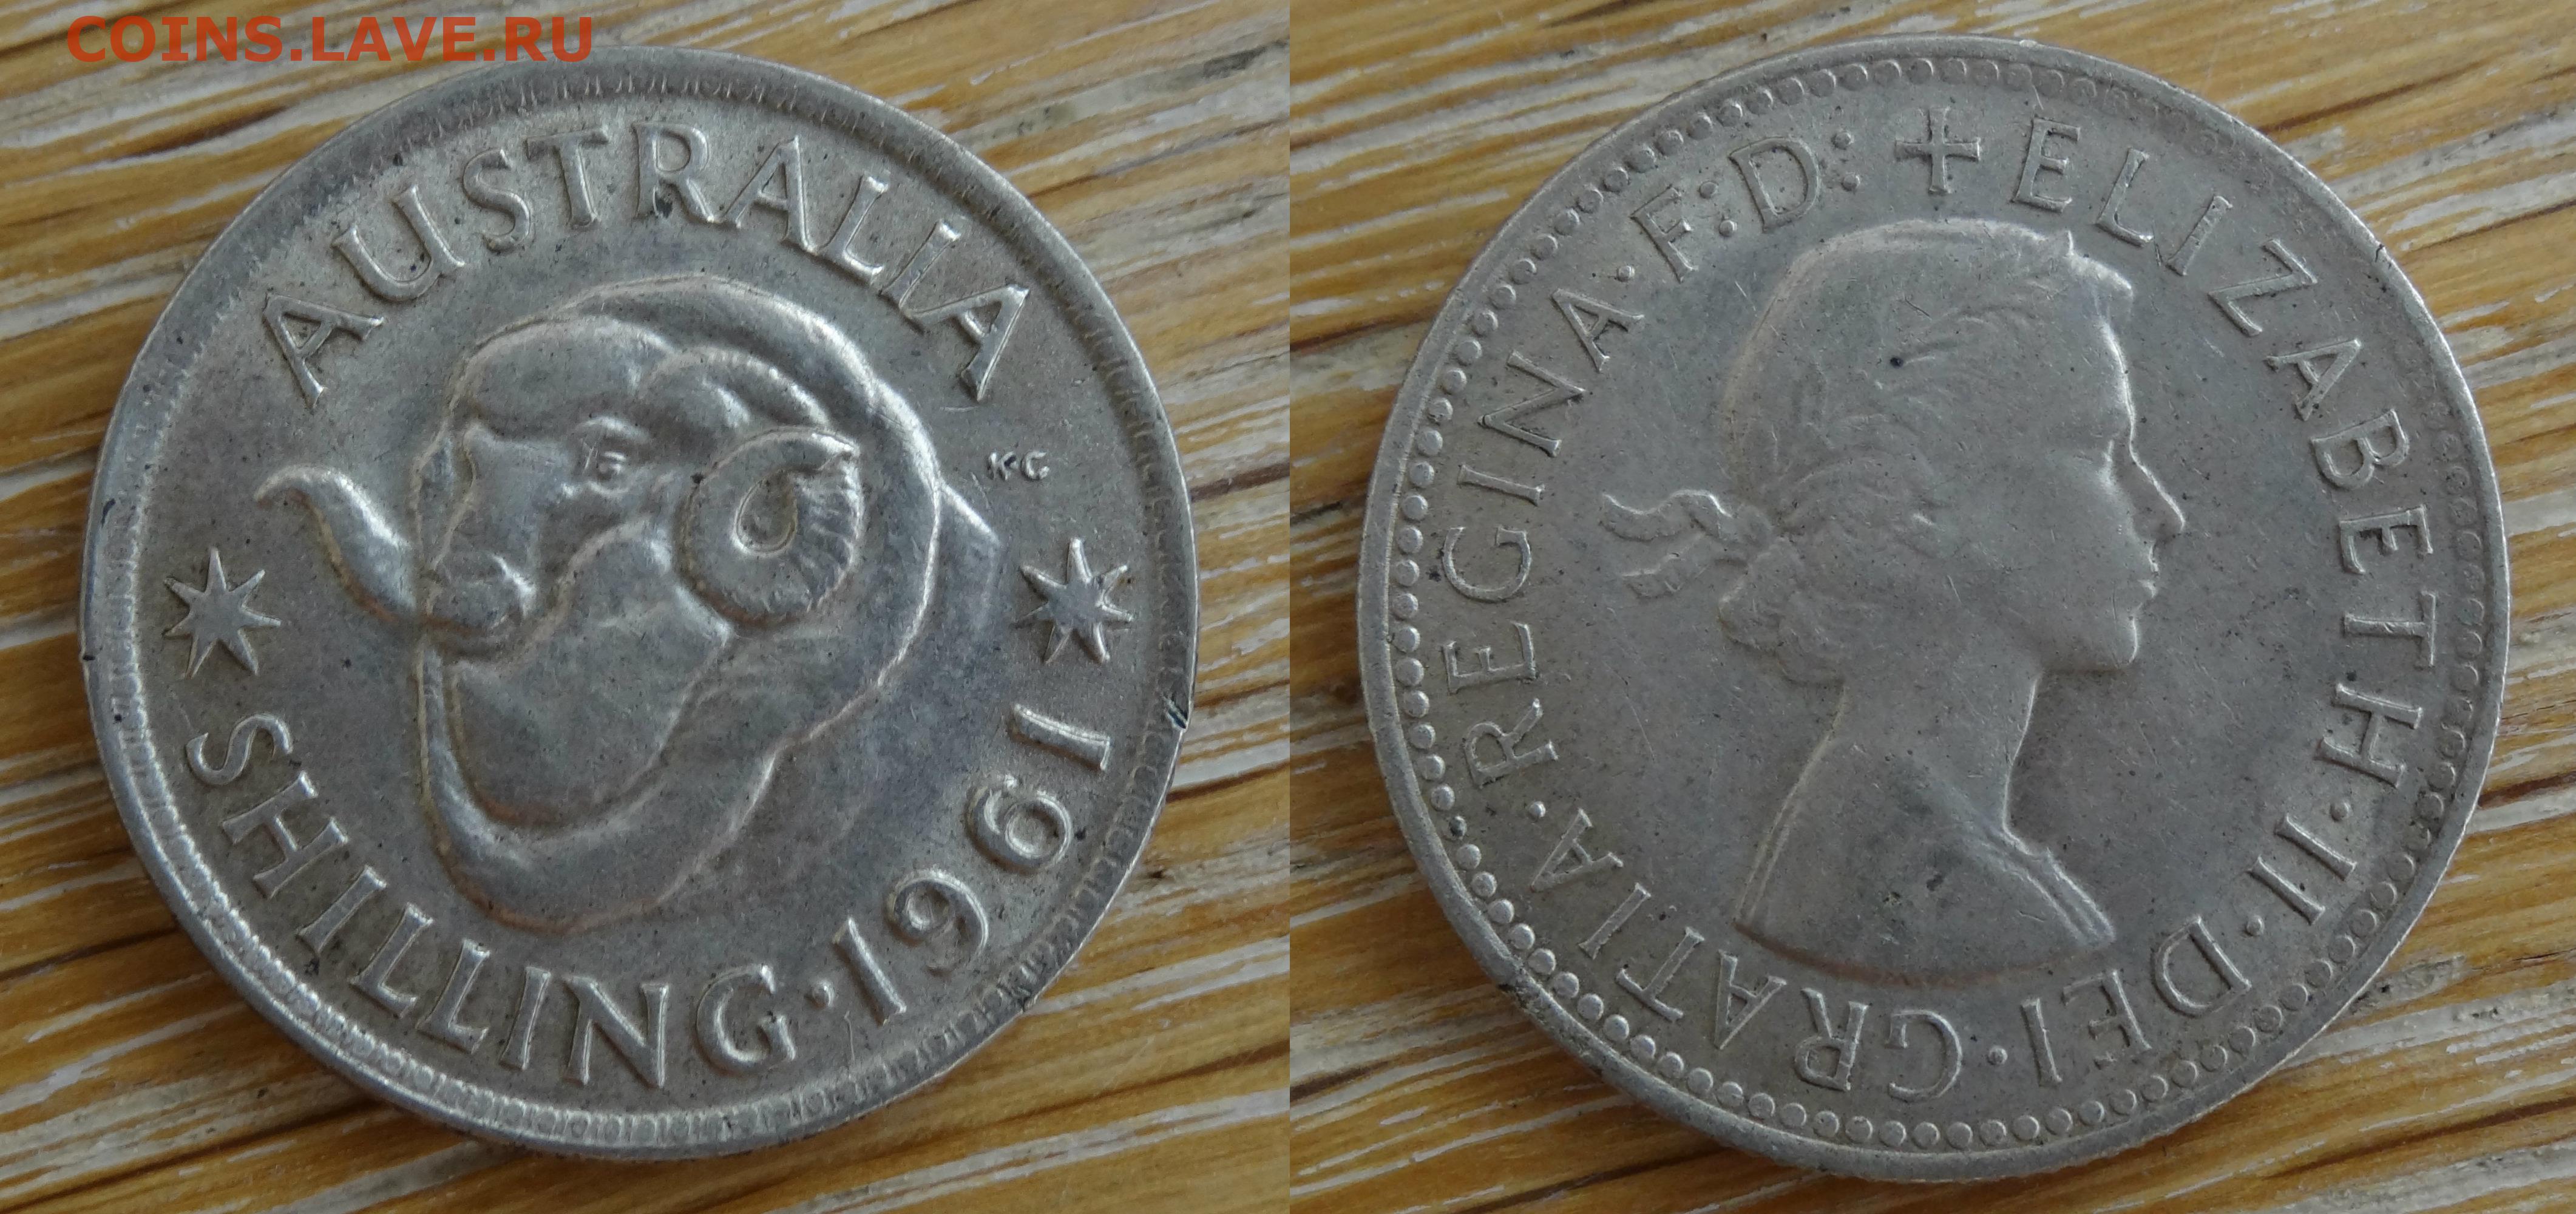 COINS.LAVE.RU
AUSTRALIA
KG
SHILLING·1961
+ELIZABETH·II·DEI·GRATIA·REGINA·F:D: